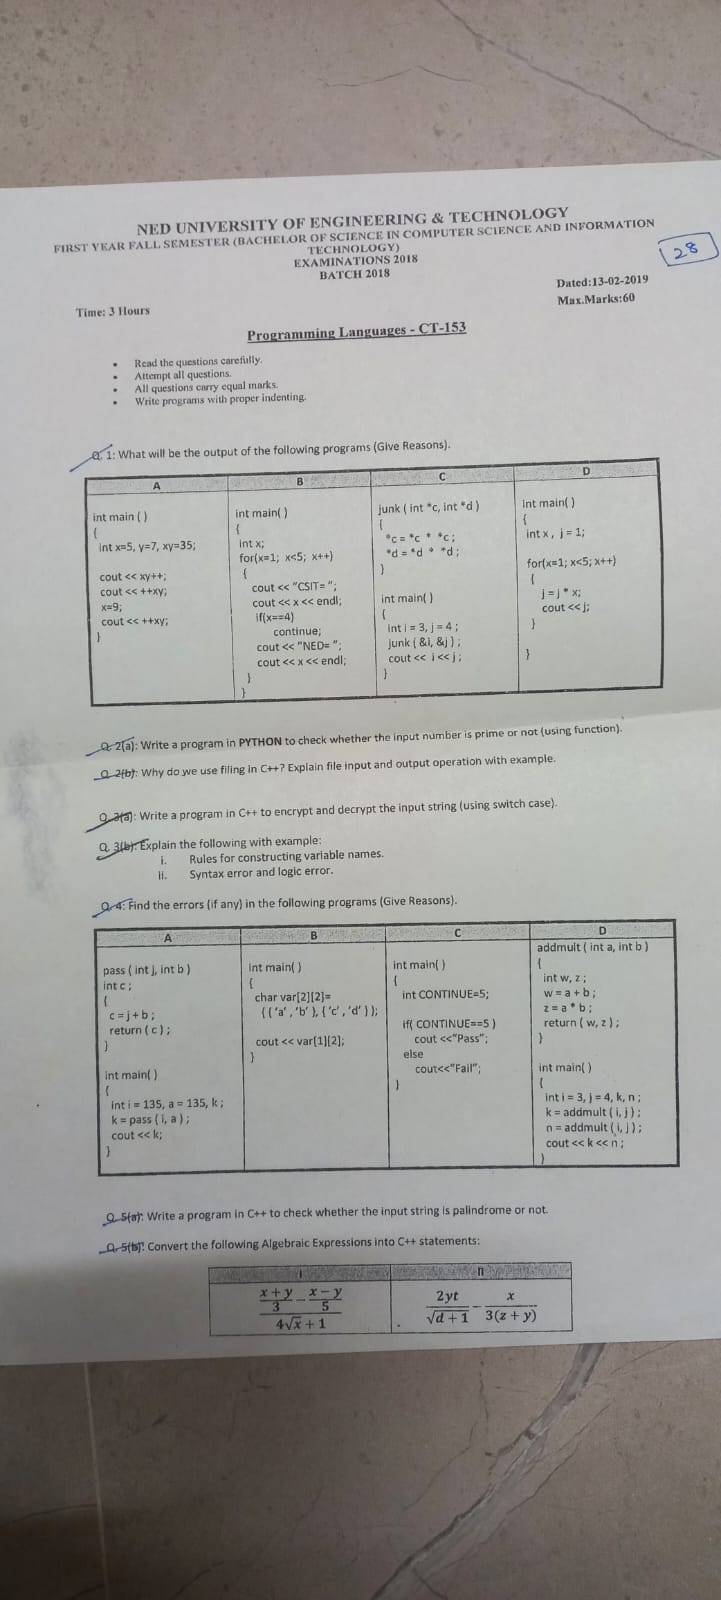 NED UNIVERSITY OF ENGINEERING & TECHNOLOGY
FIRST YEAR FALL SEMESTER (BACHELOR OF SCIENCE IN COMPUTER SCIENCE AND INFORMATION
TECHNOLOGY)
EXAMINATIONS 2018
BATCH 2018
28
Dated:13-02-2019
Time: 3 Hours
Max.Marks:60
Programming Languages - CT-153
• Read the questions carefully.
• Attempt all questions.
• All questions carry equal marks.
• Write programs with proper indenting.
Q. 1: What will be the output of the following programs (Give Reasons).
A
int main ( )
{
int x=5, y=7, xy=35;
cout << xy++;
cout << ++xy;
x=9;
cout << ++xy;
}
B
int main( )
{
int x;
for(x=1; x<5; x++)
{
cout << "CSIT= ";
cout << x << endl;
if(x==4)
continue;
cout << "NED= ";
cout << x << endl;
}
}
C
junk ( int *c, int *d )
{
*c = *c * *c ;
*d = *d * *d ;
}
int main( )
{
int i = 3, j = 4 ;
junk ( &i, &j ) ;
cout << i << j ;
}
D
int main( )
{
int x , j = 1;
for(x=1; x<5; x++)
{
j = j * x;
cout << j;
}
}
Q. 2(a): Write a program in PYTHON to check whether the input number is prime or not (using function).
Q. 2(b): Why do we use filing in C++? Explain file input and output operation with example.
Q. 3(a): Write a program in C++ to encrypt and decrypt the input string (using switch case).
Q. 3(b): Explain the following with example:
i. Rules for constructing variable names.
ii. Syntax error and logic error.
Q. 4: Find the errors (if any) in the following programs (Give Reasons).
A
pass ( int j, int b )
int c ;
{
c = j + b ;
return ( c ) ;
}
int main( )
{
int i = 135, a = 135, k ;
k = pass ( i, a ) ;
cout << k;
}
B
int main( )
{
char var[2][2]=
{ { 'a' , 'b' }, { 'c' , 'd' } };
cout << var[1][2];
}
C
int main( )
{
int CONTINUE=5;
if( CONTINUE==5 )
cout <<"Pass";
else
cout<<"Fail";
}
D
addmult ( int a, int b )
{
int w, z ;
w = a + b ;
z = a * b ;
return ( w, z ) ;
}
int main( )
{
int i = 3, j = 4, k, n ;
k = addmult ( i, j ) ;
n = addmult ( i, j ) ;
cout << k << n ;
}
Q. 5(a): Write a program in C++ to check whether the input string is palindrome or not.
Q. 5(b): Convert the following Algebraic Expressions into C++ statements:
I
x + y x − y
3 − 5
4√x + 1
II
2yt x
√d + 1 − 3(z + y)